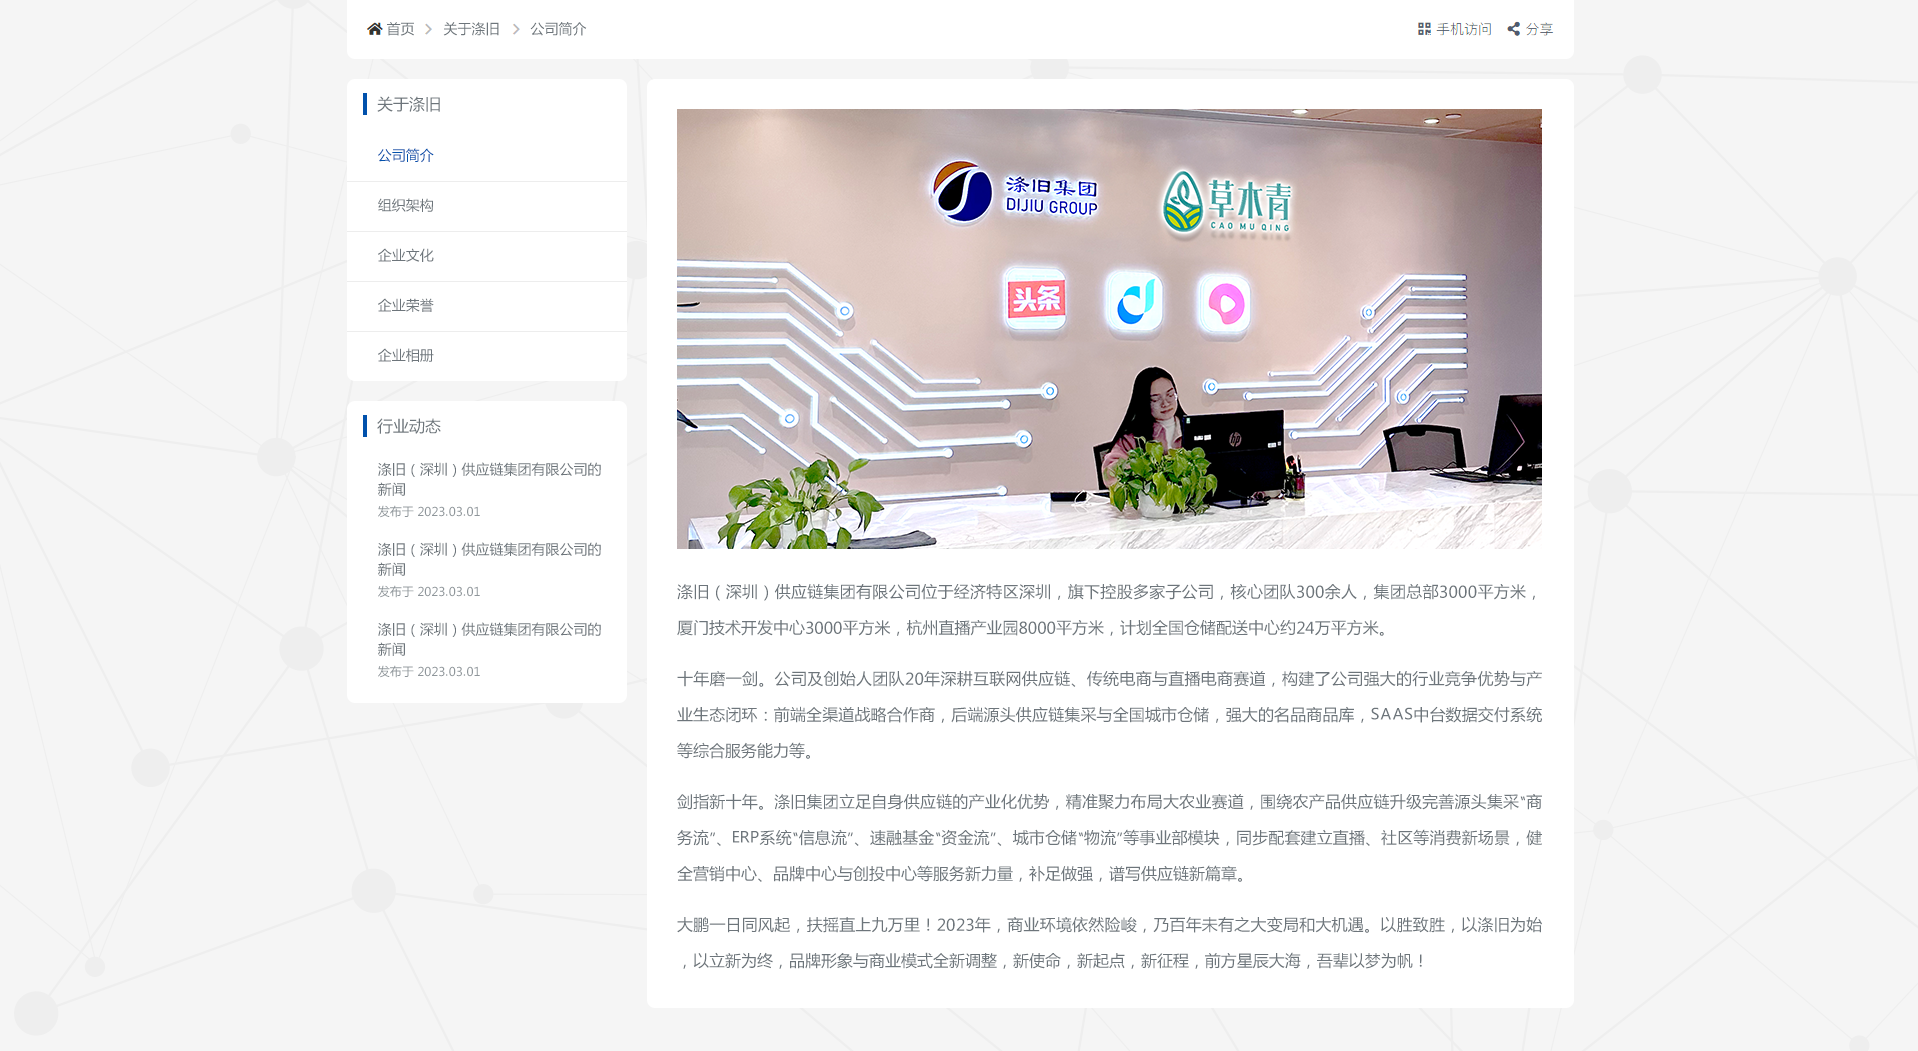 首页 关于涤旧 公司简介
手机访问 分享
关于涤旧
公司简介
组织架构
企业文化
企业荣誉
企业相册
行业动态
涤旧（深圳）供应链集团有限公司的
新闻
发布于 2023.03.01
涤旧（深圳）供应链集团有限公司的
新闻
发布于 2023.03.01
涤旧（深圳）供应链集团有限公司的
新闻
发布于 2023.03.01
涤旧集团
DIJIU GROUP
草木青
CAO MU QING
头条
hp
涤旧（深圳）供应链集团有限公司位于经济特区深圳，旗下控股多家子公司，核心团队300余人，集团总部3000平方米，
厦门技术开发中心3000平方米，杭州直播产业园8000平方米，计划全国仓储配送中心约24万平方米。
十年磨一剑。公司及创始人团队20年深耕互联网供应链、传统电商与直播电商赛道，构建了公司强大的行业竞争优势与产
业生态闭环：前端全渠道战略合作商，后端源头供应链集采与全国城市仓储，强大的名品商品库，SAAS中台数据交付系统
等综合服务能力等。
剑指新十年。涤旧集团立足自身供应链的产业化优势，精准聚力布局大农业赛道，围绕农产品供应链升级完善源头集采“商
务流”、ERP系统“信息流”、速融基金“资金流”、城市仓储“物流”等事业部模块，同步配套建立直播、社区等消费新场景，健
全营销中心、品牌中心与创投中心等服务新力量，补足做强，谱写供应链新篇章。
大鹏一日同风起，扶摇直上九万里！2023年，商业环境依然险峻，乃百年未有之大变局和大机遇。以胜致胜，以涤旧为始
，以立新为终，品牌形象与商业模式全新调整，新使命，新起点，新征程，前方星辰大海，吾辈以梦为帆！